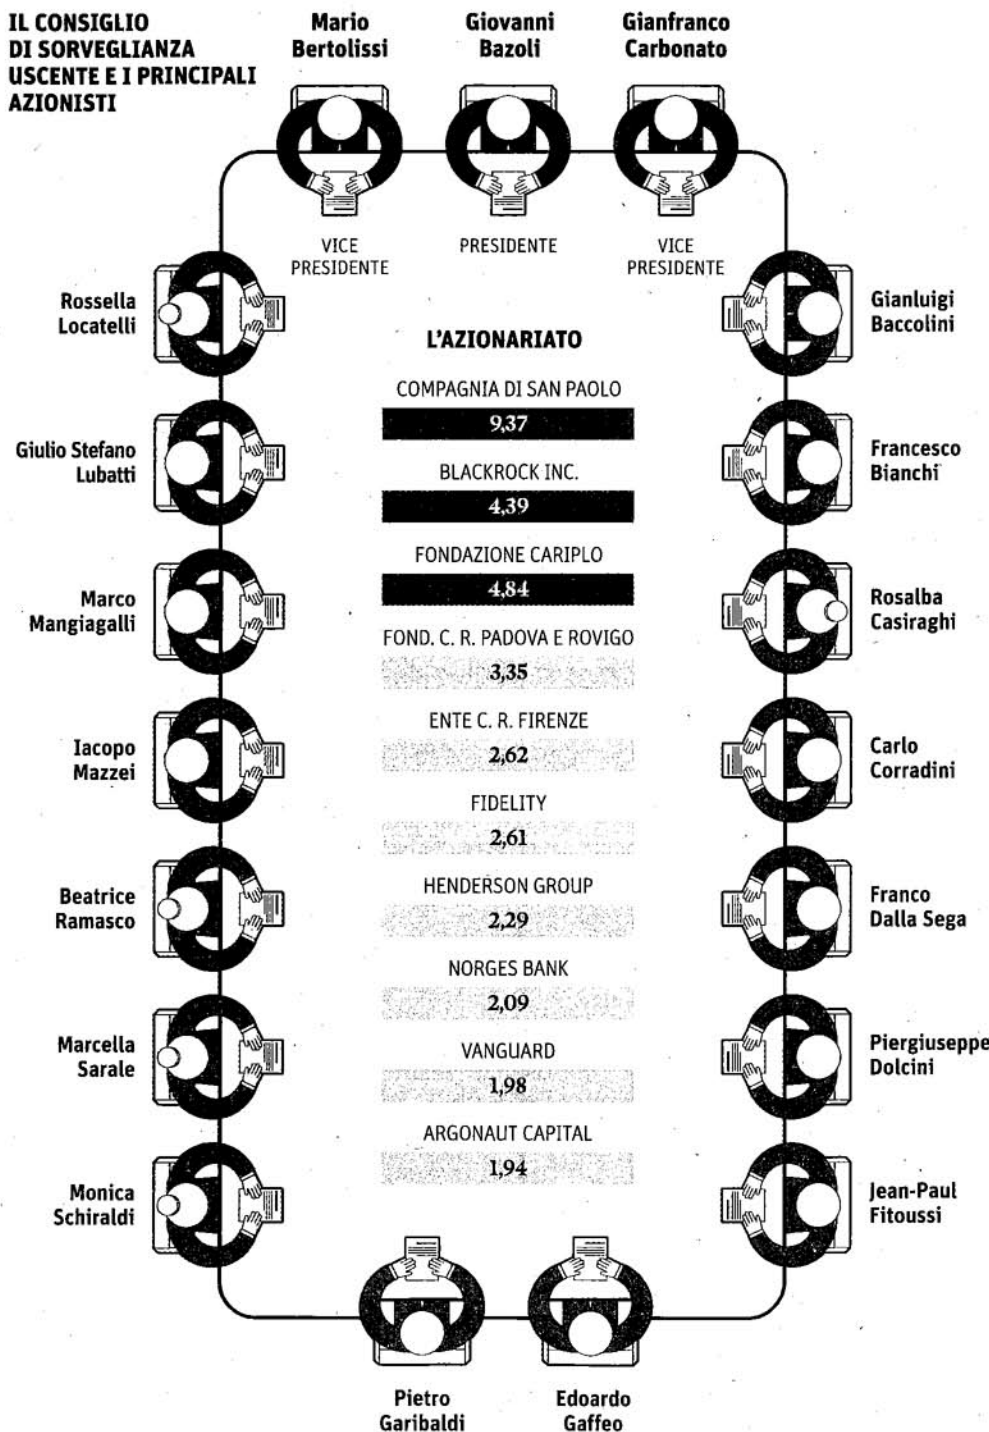 IL CONSIGLIO
DI SORVEGLIANZA
USCENTE E I PRINCIPALI
AZIONISTI
Mario
Bertolissi
Giovanni
Bazoli
Gianfranco
Carbonato
VICE
PRESIDENTE
PRESIDENTE
VICE
PRESIDENTE
Rossella
Locatelli
Giulio Stefano
Lubatti
Marco
Mangiagalli
Iacopo
Mazzei
Beatrice
Ramasco
Marcella
Sarale
Monica
Schiraldi
L'AZIONARIATO
COMPAGNIA DI SAN PAOLO
9,37
BLACKROCK INC.
4,39
FONDAZIONE CARIPLO
4,84
FOND. C. R. PADOVA E ROVIGO
3,35
ENTE C. R. FIRENZE
2,62
FIDELITY
2,61
HENDERSON GROUP
2,29
NORGES BANK
2,09
VANGUARD
1,98
ARGONAUT CAPITAL
1,94
Gianluigi
Baccolini
Francesco
Bianchi
Rosalba
Casiraghi
Carlo
Corradini
Franco
Dalla Sega
Piergiuseppe
Dolcini
Jean-Paul
Fitoussi
Pietro
Garibaldi
Edoardo
Gaffeo